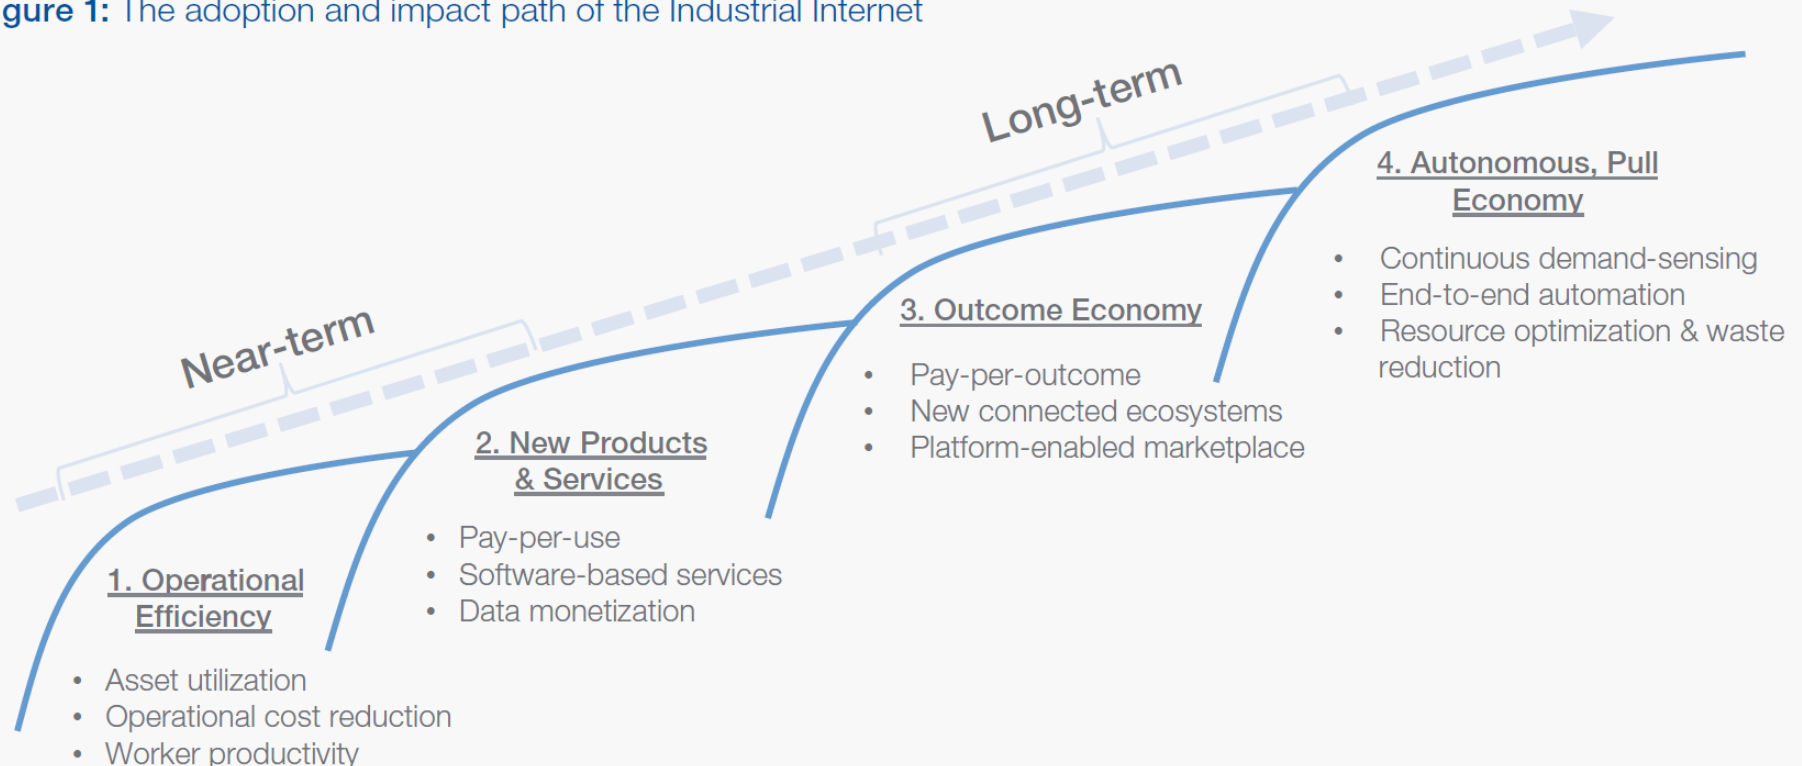 gure 1: The adoption and impact path of the Industrial Internet
Near-term
Long-term
1. Operational
Efficiency
• Asset utilization
• Operational cost reduction
• Worker productivity
2. New Products
& Services
• Pay-per-use
• Software-based services
• Data monetization
3. Outcome Economy
• Pay-per-outcome
• New connected ecosystems
• Platform-enabled marketplace
4. Autonomous, Pull
Economy
• Continuous demand-sensing
• End-to-end automation
• Resource optimization & waste
reduction